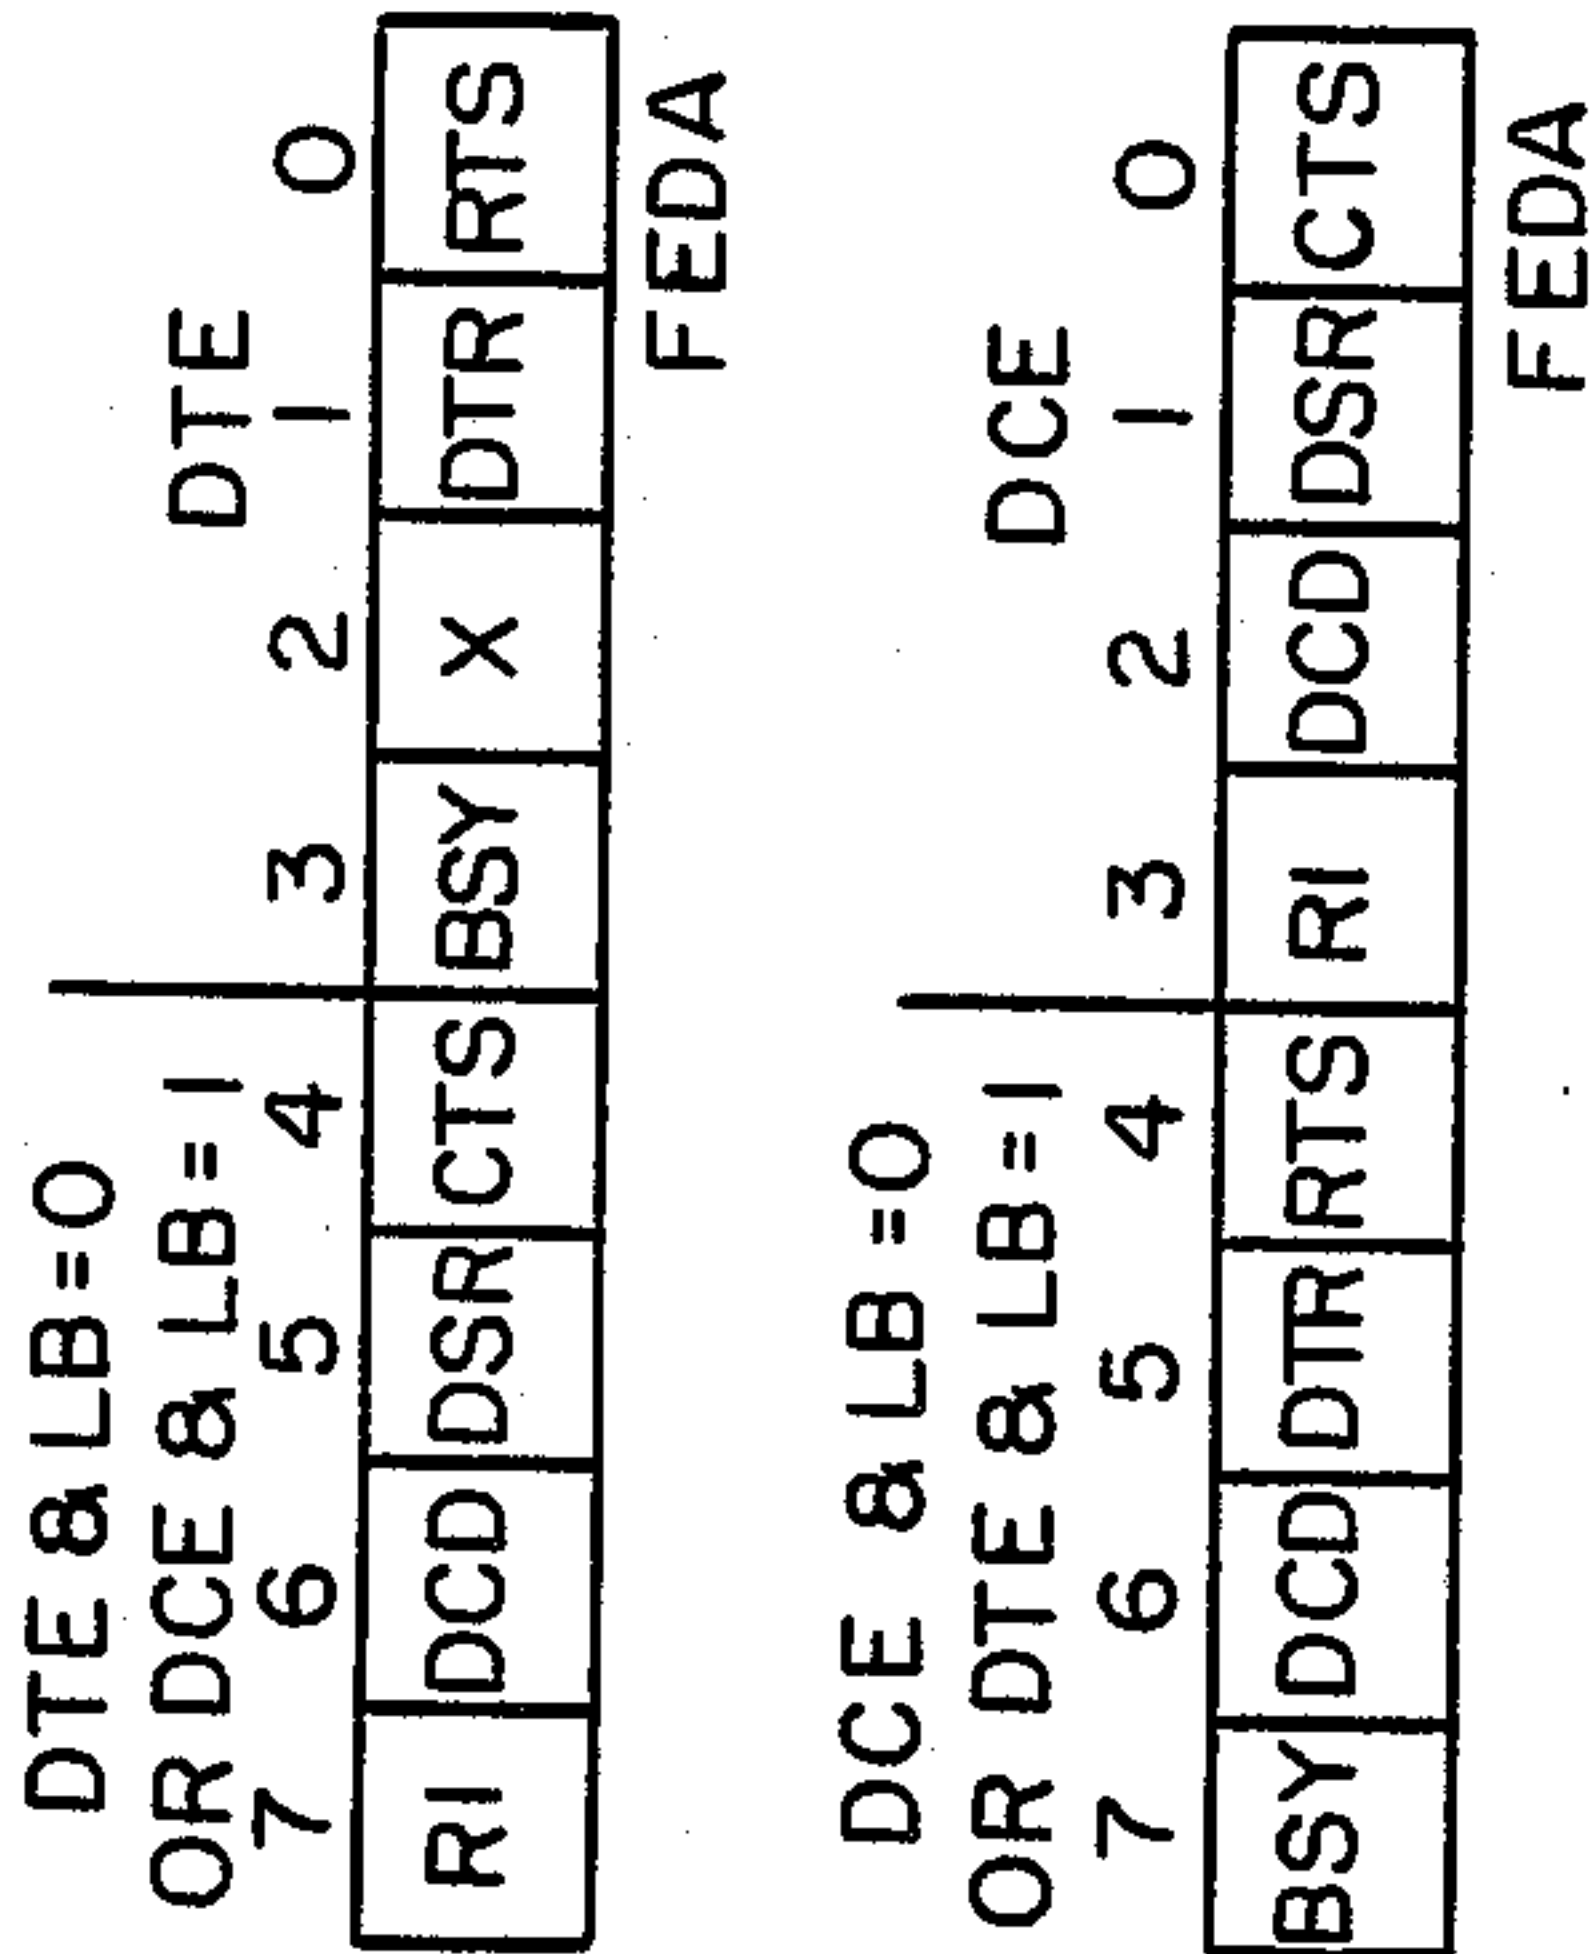 DTE & LB=0
OR DCE & LB=1 DTE
7 6 5 4 3 2 1 0
RI DCD DSR CTS BSY X DTR RTS
FEDA
DCE & LB=0
OR DTE & LB=1 DCE
7 6 5 4 3 2 1 0
BSY DCD DTR RTS RI DCD DSR CTS
FEDA